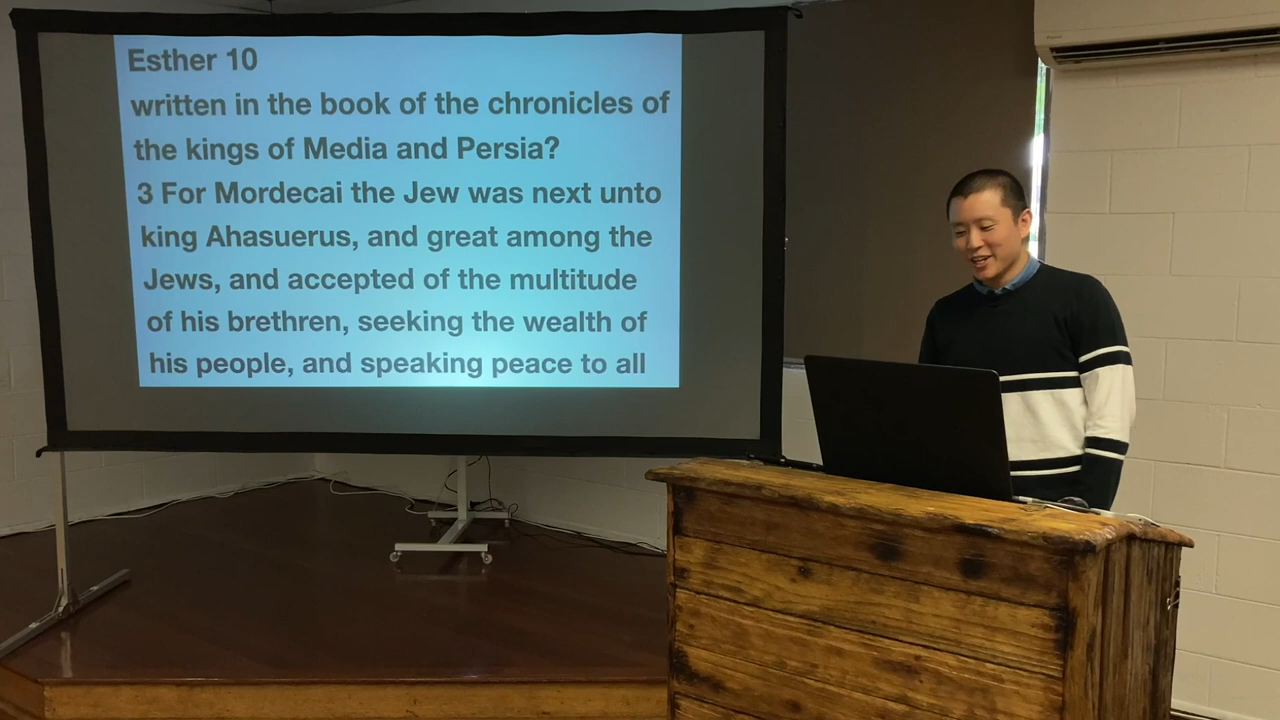 Esther 10
written in the book of the chronicles of
the kings of Media and Persia?
3 For Mordecai the Jew was next unto
king Ahasuerus, and great among the
Jews, and accepted of the multitude
of his brethren, seeking the wealth of
his people, and speaking peace to all